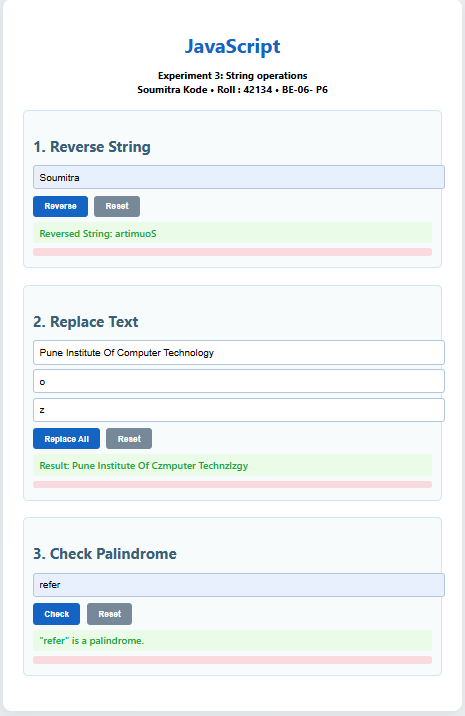 JavaScript
Experiment 3: String operations
Soumitra Kode • Roll : 42134 • BE-06- P6
1. Reverse String
Soumitra
Reverse Reset
Reversed String: artimuoS
2. Replace Text
Pune Institute Of Computer Technology
o
z
Replace All Reset
Result: Pune Institute Of Czmputer Technzlzgy
3. Check Palindrome
refer
Check Reset
"refer" is a palindrome.